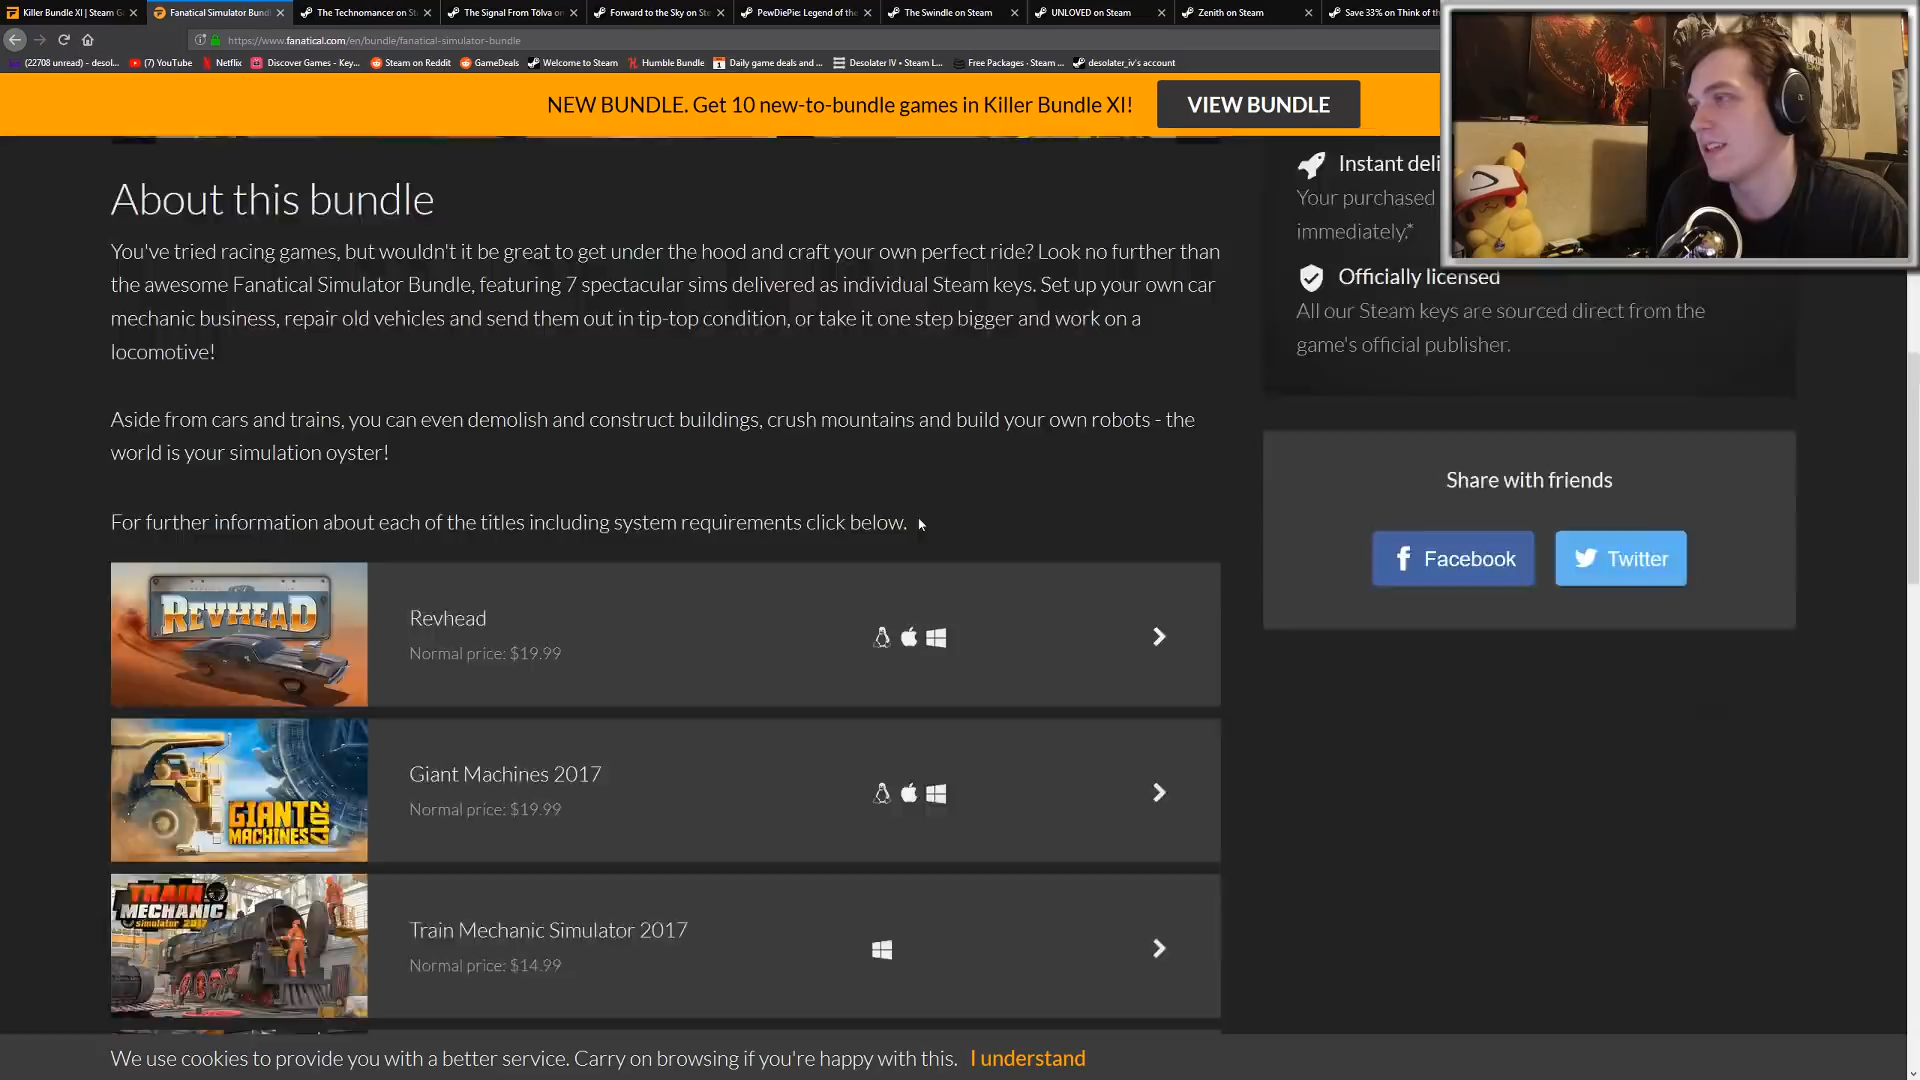 Killer Bundle XI | Steam G
Fanatical Simulator Bundl
The Technomancer on St
The Signal From Tölva on
Forward to the Sky on Ste
PewDiePie: Legend of the
The Swindle on Steam
UNLOVED on Steam
Zenith on Steam
Save 33% on Think of th
https://www.fanatical.com/en/bundle/fanatical-simulator-bundle
(22708 unread) - desol...
(7) YouTube
Netflix
Discover Games - Key...
Steam on Reddit
GameDeals
Welcome to Steam
Humble Bundle
Daily game deals and ...
Desolater IV • Steam L...
Free Packages · Steam ...
desolater_iv's account
NEW BUNDLE. Get 10 new-to-bundle games in Killer Bundle XI!
VIEW BUNDLE
About this bundle
You've tried racing games, but wouldn't it be great to get under the hood and craft your own perfect ride? Look no further than
the awesome Fanatical Simulator Bundle, featuring 7 spectacular sims delivered as individual Steam keys. Set up your own car
mechanic business, repair old vehicles and send them out in tip-top condition, or take it one step bigger and work on a
locomotive!
Aside from cars and trains, you can even demolish and construct buildings, crush mountains and build your own robots - the
world is your simulation oyster!
For further information about each of the titles including system requirements click below.
Instant deli
Your purchased
immediately.*
Officially licensed
All our Steam keys are sourced direct from the
game's official publisher.
Share with friends
Facebook
Twitter
REVHEAD
Revhead
Normal price: $19.99
GIANT
MACHINES 2017
Giant Machines 2017
Normal price: $19.99
TRAIN
MECHANIC
simulator 2017
Train Mechanic Simulator 2017
Normal price: $14.99
We use cookies to provide you with a better service. Carry on browsing if you're happy with this. I understand